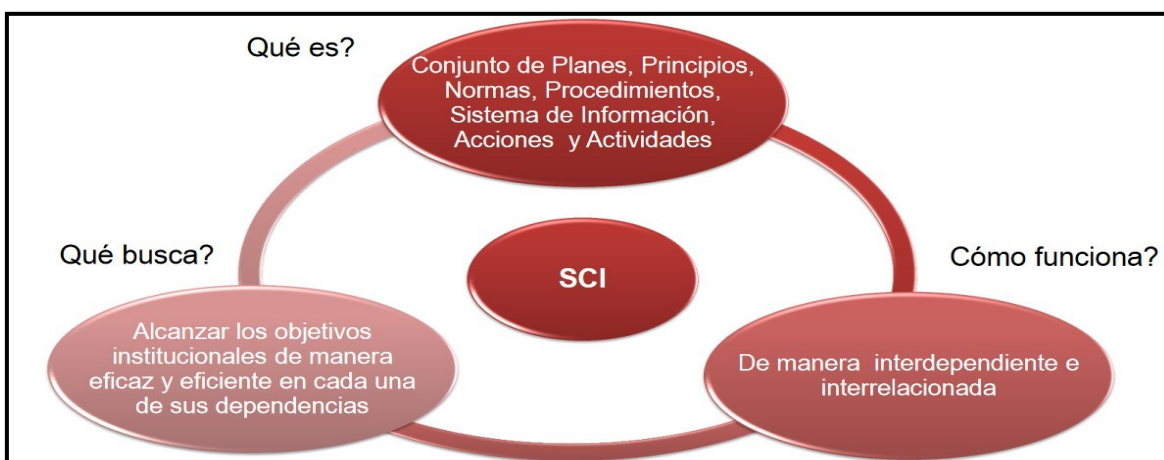 Qué es?
Conjunto de Planes, Principios,
Normas, Procedimientos,
Sistema de Información,
Acciones y Actividades
Qué busca?
Cómo funciona?
SCI
Alcanzar los objetivos
institucionales de manera
eficaz y eficiente en cada una
de sus dependencias
De manera interdependiente e
interrelacionada